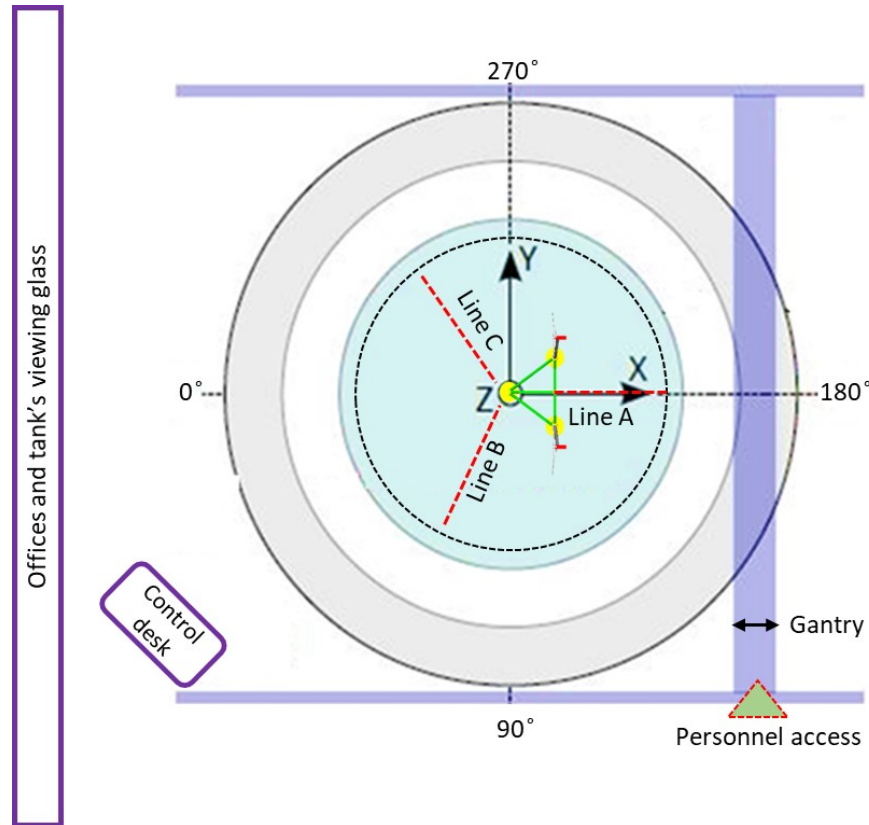 270°
Offices and tank's viewing glass
Y
Line C
0°
Z
X
180°
Line A
Line B
Control
desk
Gantry
90°
Personnel access